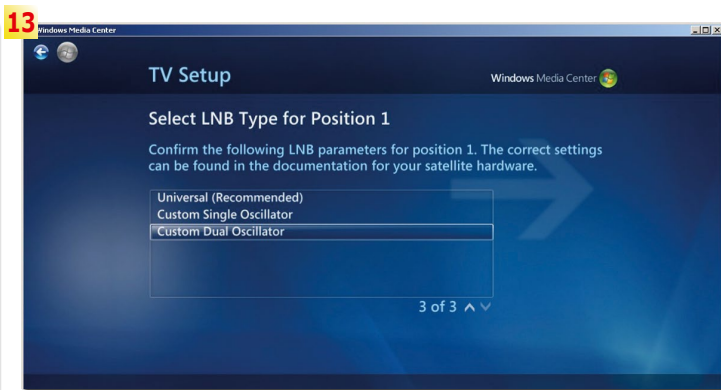 13
Windows Media Center
TV Setup
Windows Media Center
Select LNB Type for Position 1
Confirm the following LNB parameters for position 1. The correct settings
can be found in the documentation for your satellite hardware.
Universal (Recommended)
Custom Single Oscillator
Custom Dual Oscillator
3 of 3